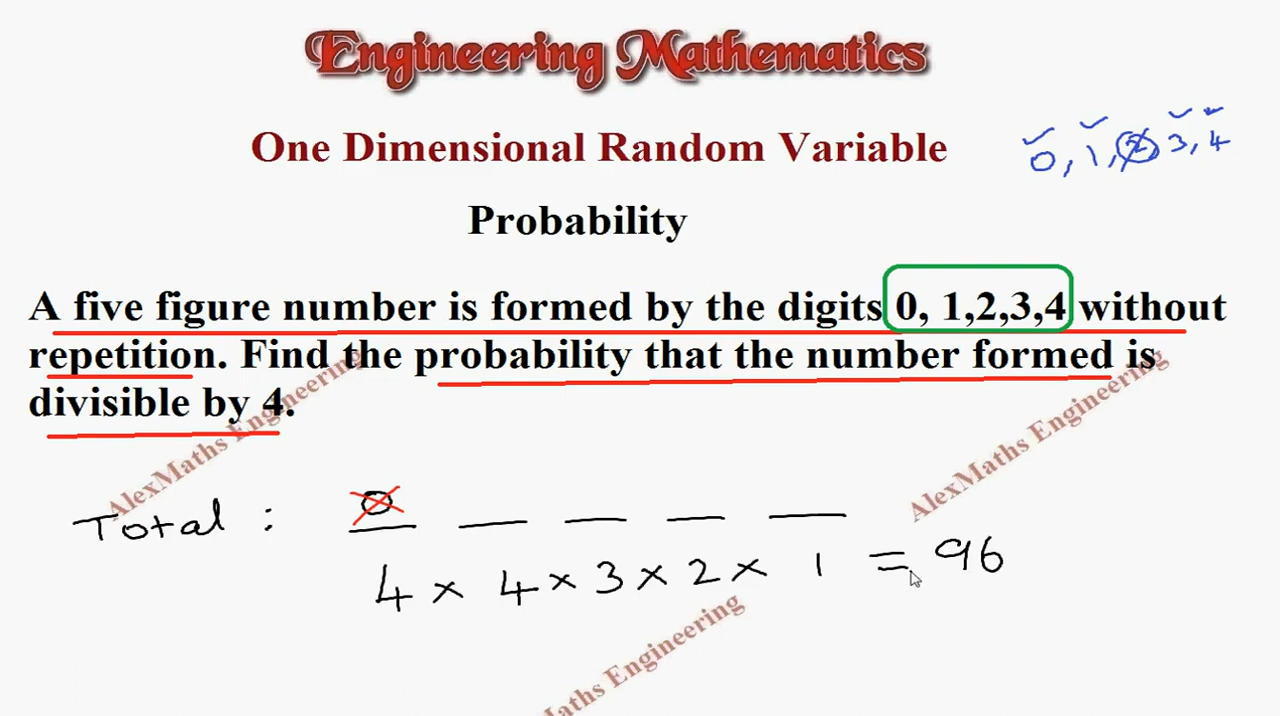 Engineering Mathematics
One Dimensional Random Variable
0, 1, 2 3, 4
Probability
A five figure number is formed by the digits 0, 1,2,3,4 without
repetition. Find the probability that the number formed is
divisible by 4.
AlexMaths Engineering
AlexMaths Engineering
Total : 0
4 × 4 × 3 × 2 × 1 = 96
Maths Engineering